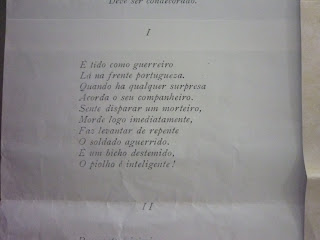 Deve ser condecorado.
I
É tido como guerreiro
Lá na frente portugueza.
Quando ha qualquer surpresa
Acorda o seu companheiro.
Sente disparar um morteiro,
Morde logo imediatamente,
Faz levantar de repente
O soldado aguerrido.
É um bicho destemido,
O piolho é inteligente!
II